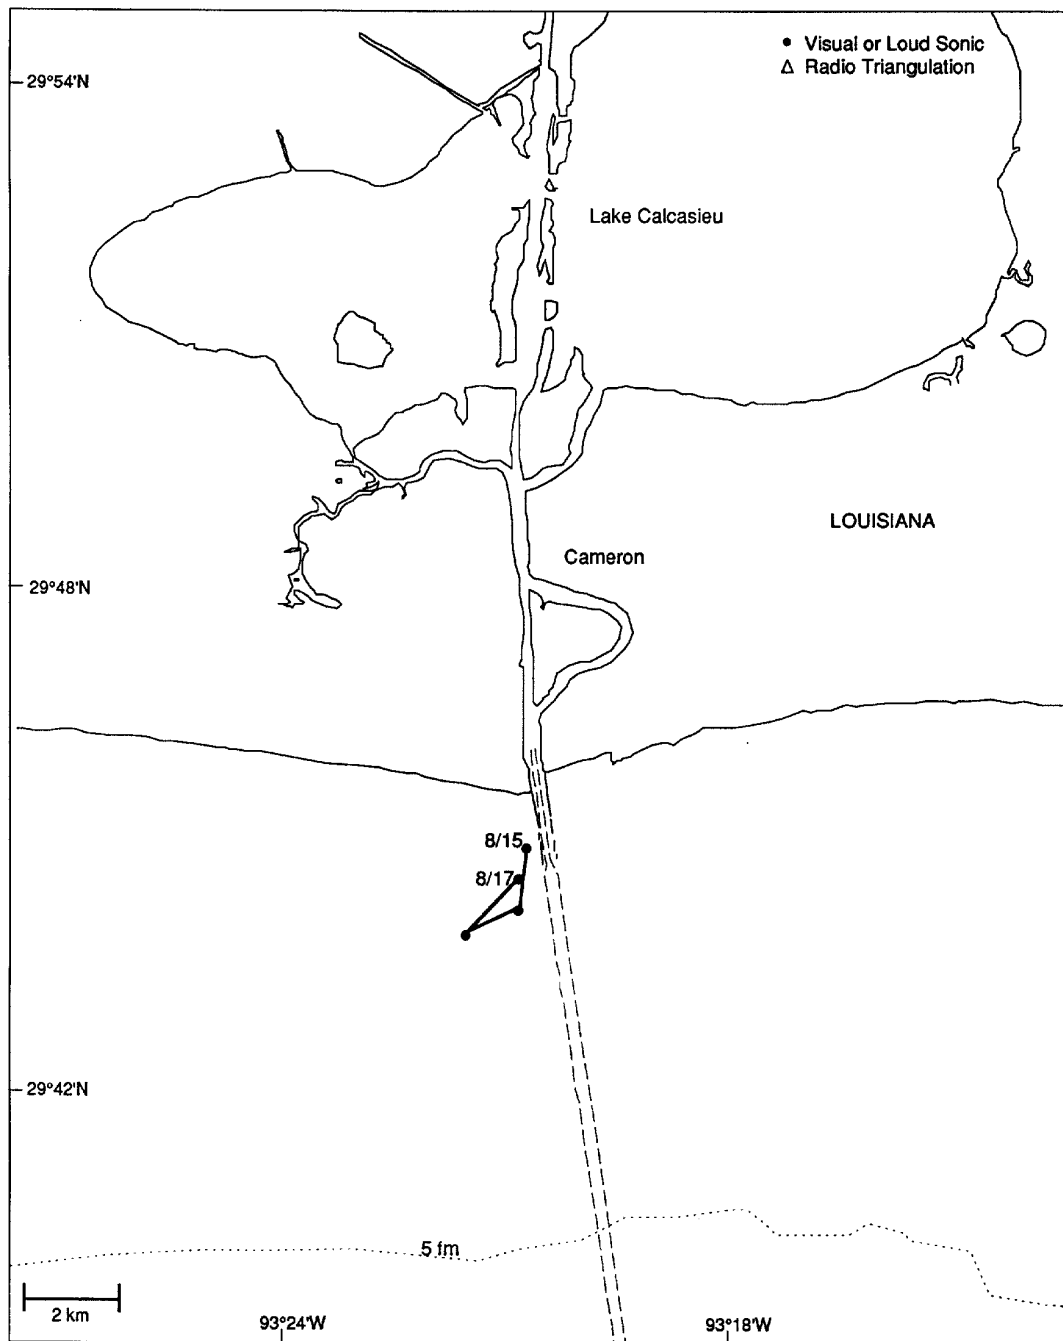 ● Visual or Loud Sonic
△ Radio Triangulation
29°54'N
Lake Calcasieu
LOUISIANA
Cameron
29°48'N
8/15
8/17
29°42'N
5 fm
2 km
93°24'W
93°18'W